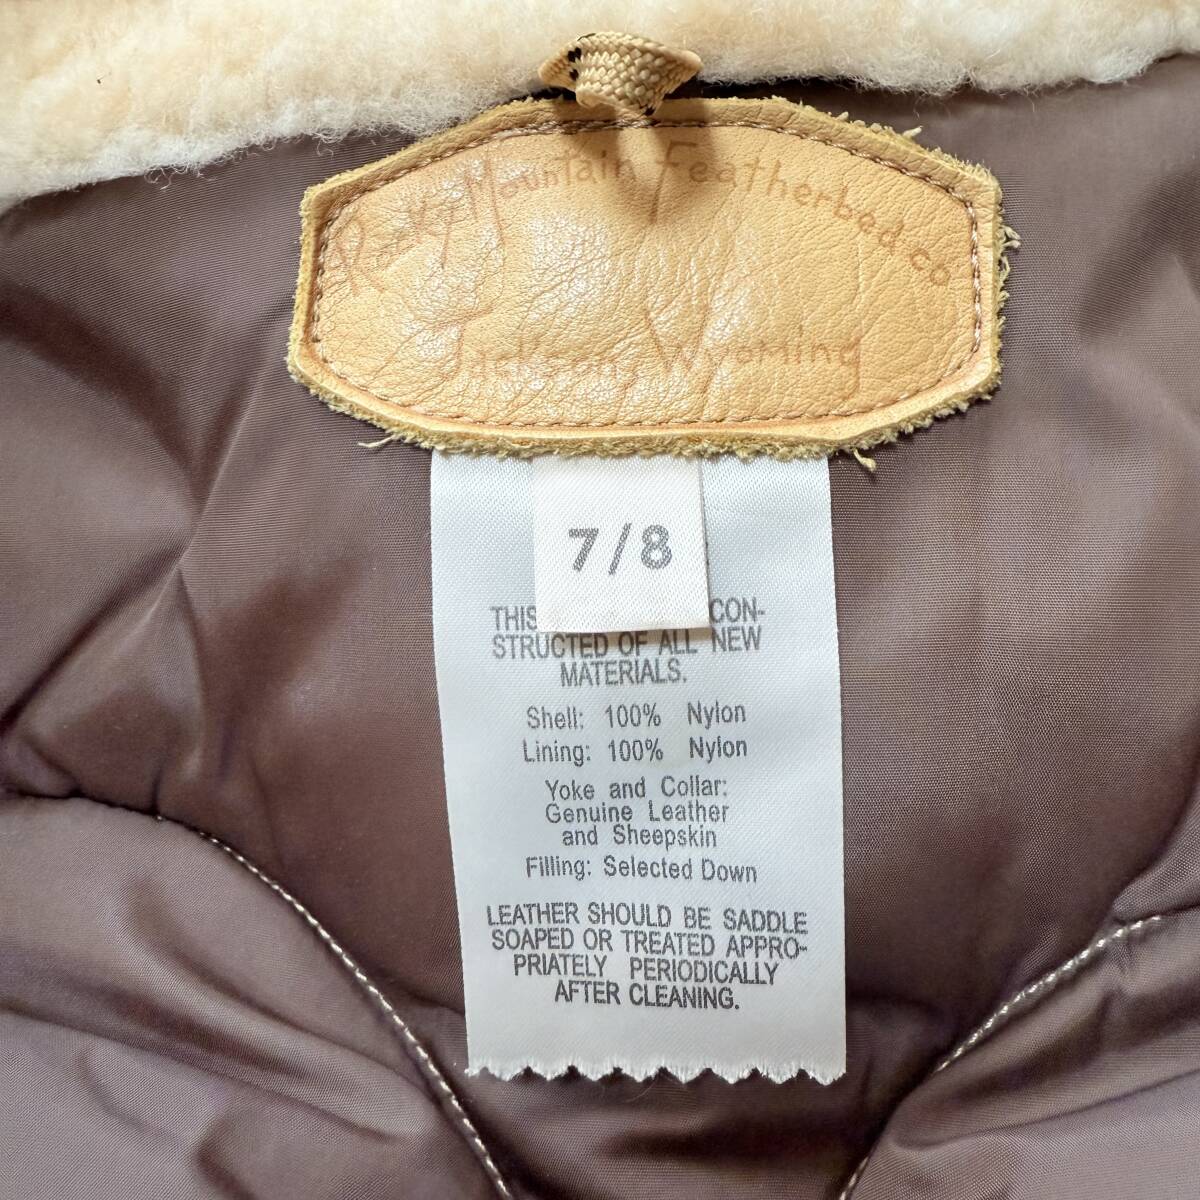 Rocky Mountain Featherbed.co
Jackson, Wyoming
7/8
THIS CON-
STRUCTED OF ALL NEW
MATERIALS.
Shell: 100% Nylon
Lining: 100% Nylon
Yoke and Collar:
Genuine Leather
and Sheepskin
Filling: Selected Down
LEATHER SHOULD BE SADDLE
SOAPED OR TREATED APPRO-
PRIATELY PERIODICALLY
AFTER CLEANING.